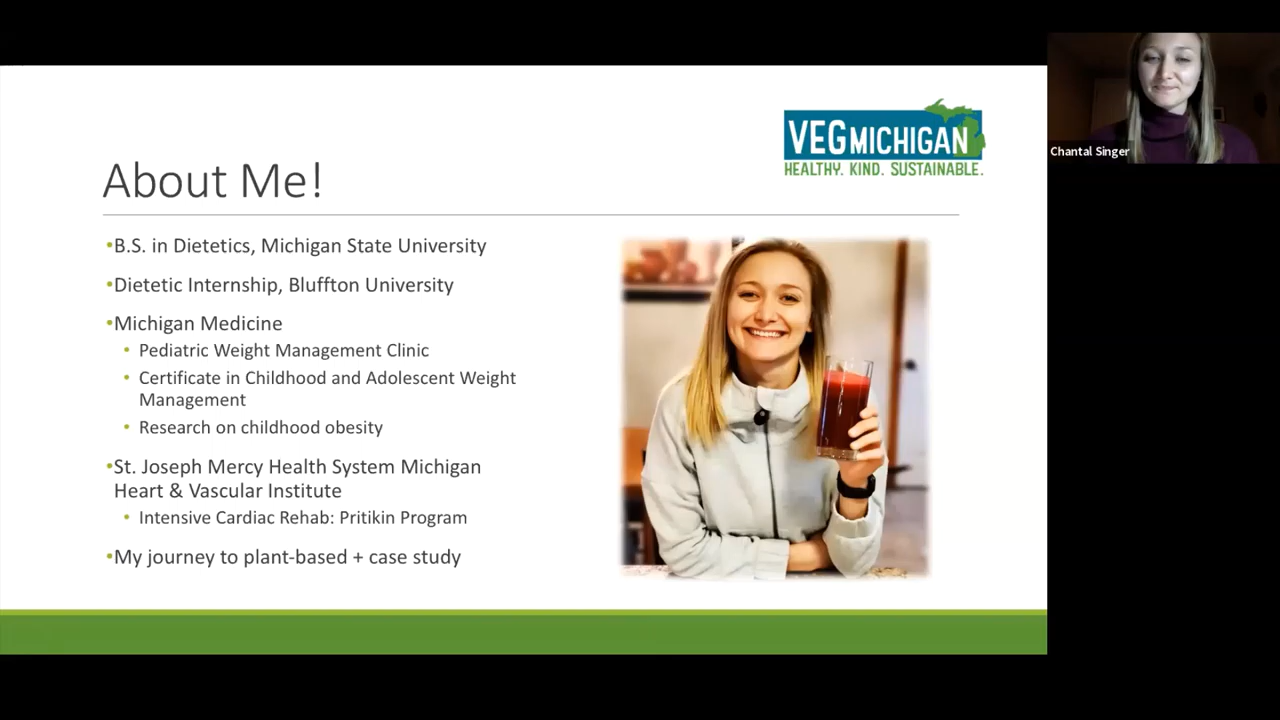 VEGMICHIGAN
HEALTHY. KIND. SUSTAINABLE.
Chantal Singer
About Me!
•B.S. in Dietetics, Michigan State University
•Dietetic Internship, Bluffton University
•Michigan Medicine
• Pediatric Weight Management Clinic
• Certificate in Childhood and Adolescent Weight
Management
• Research on childhood obesity
•St. Joseph Mercy Health System Michigan
Heart & Vascular Institute
• Intensive Cardiac Rehab: Pritikin Program
•My journey to plant-based + case study